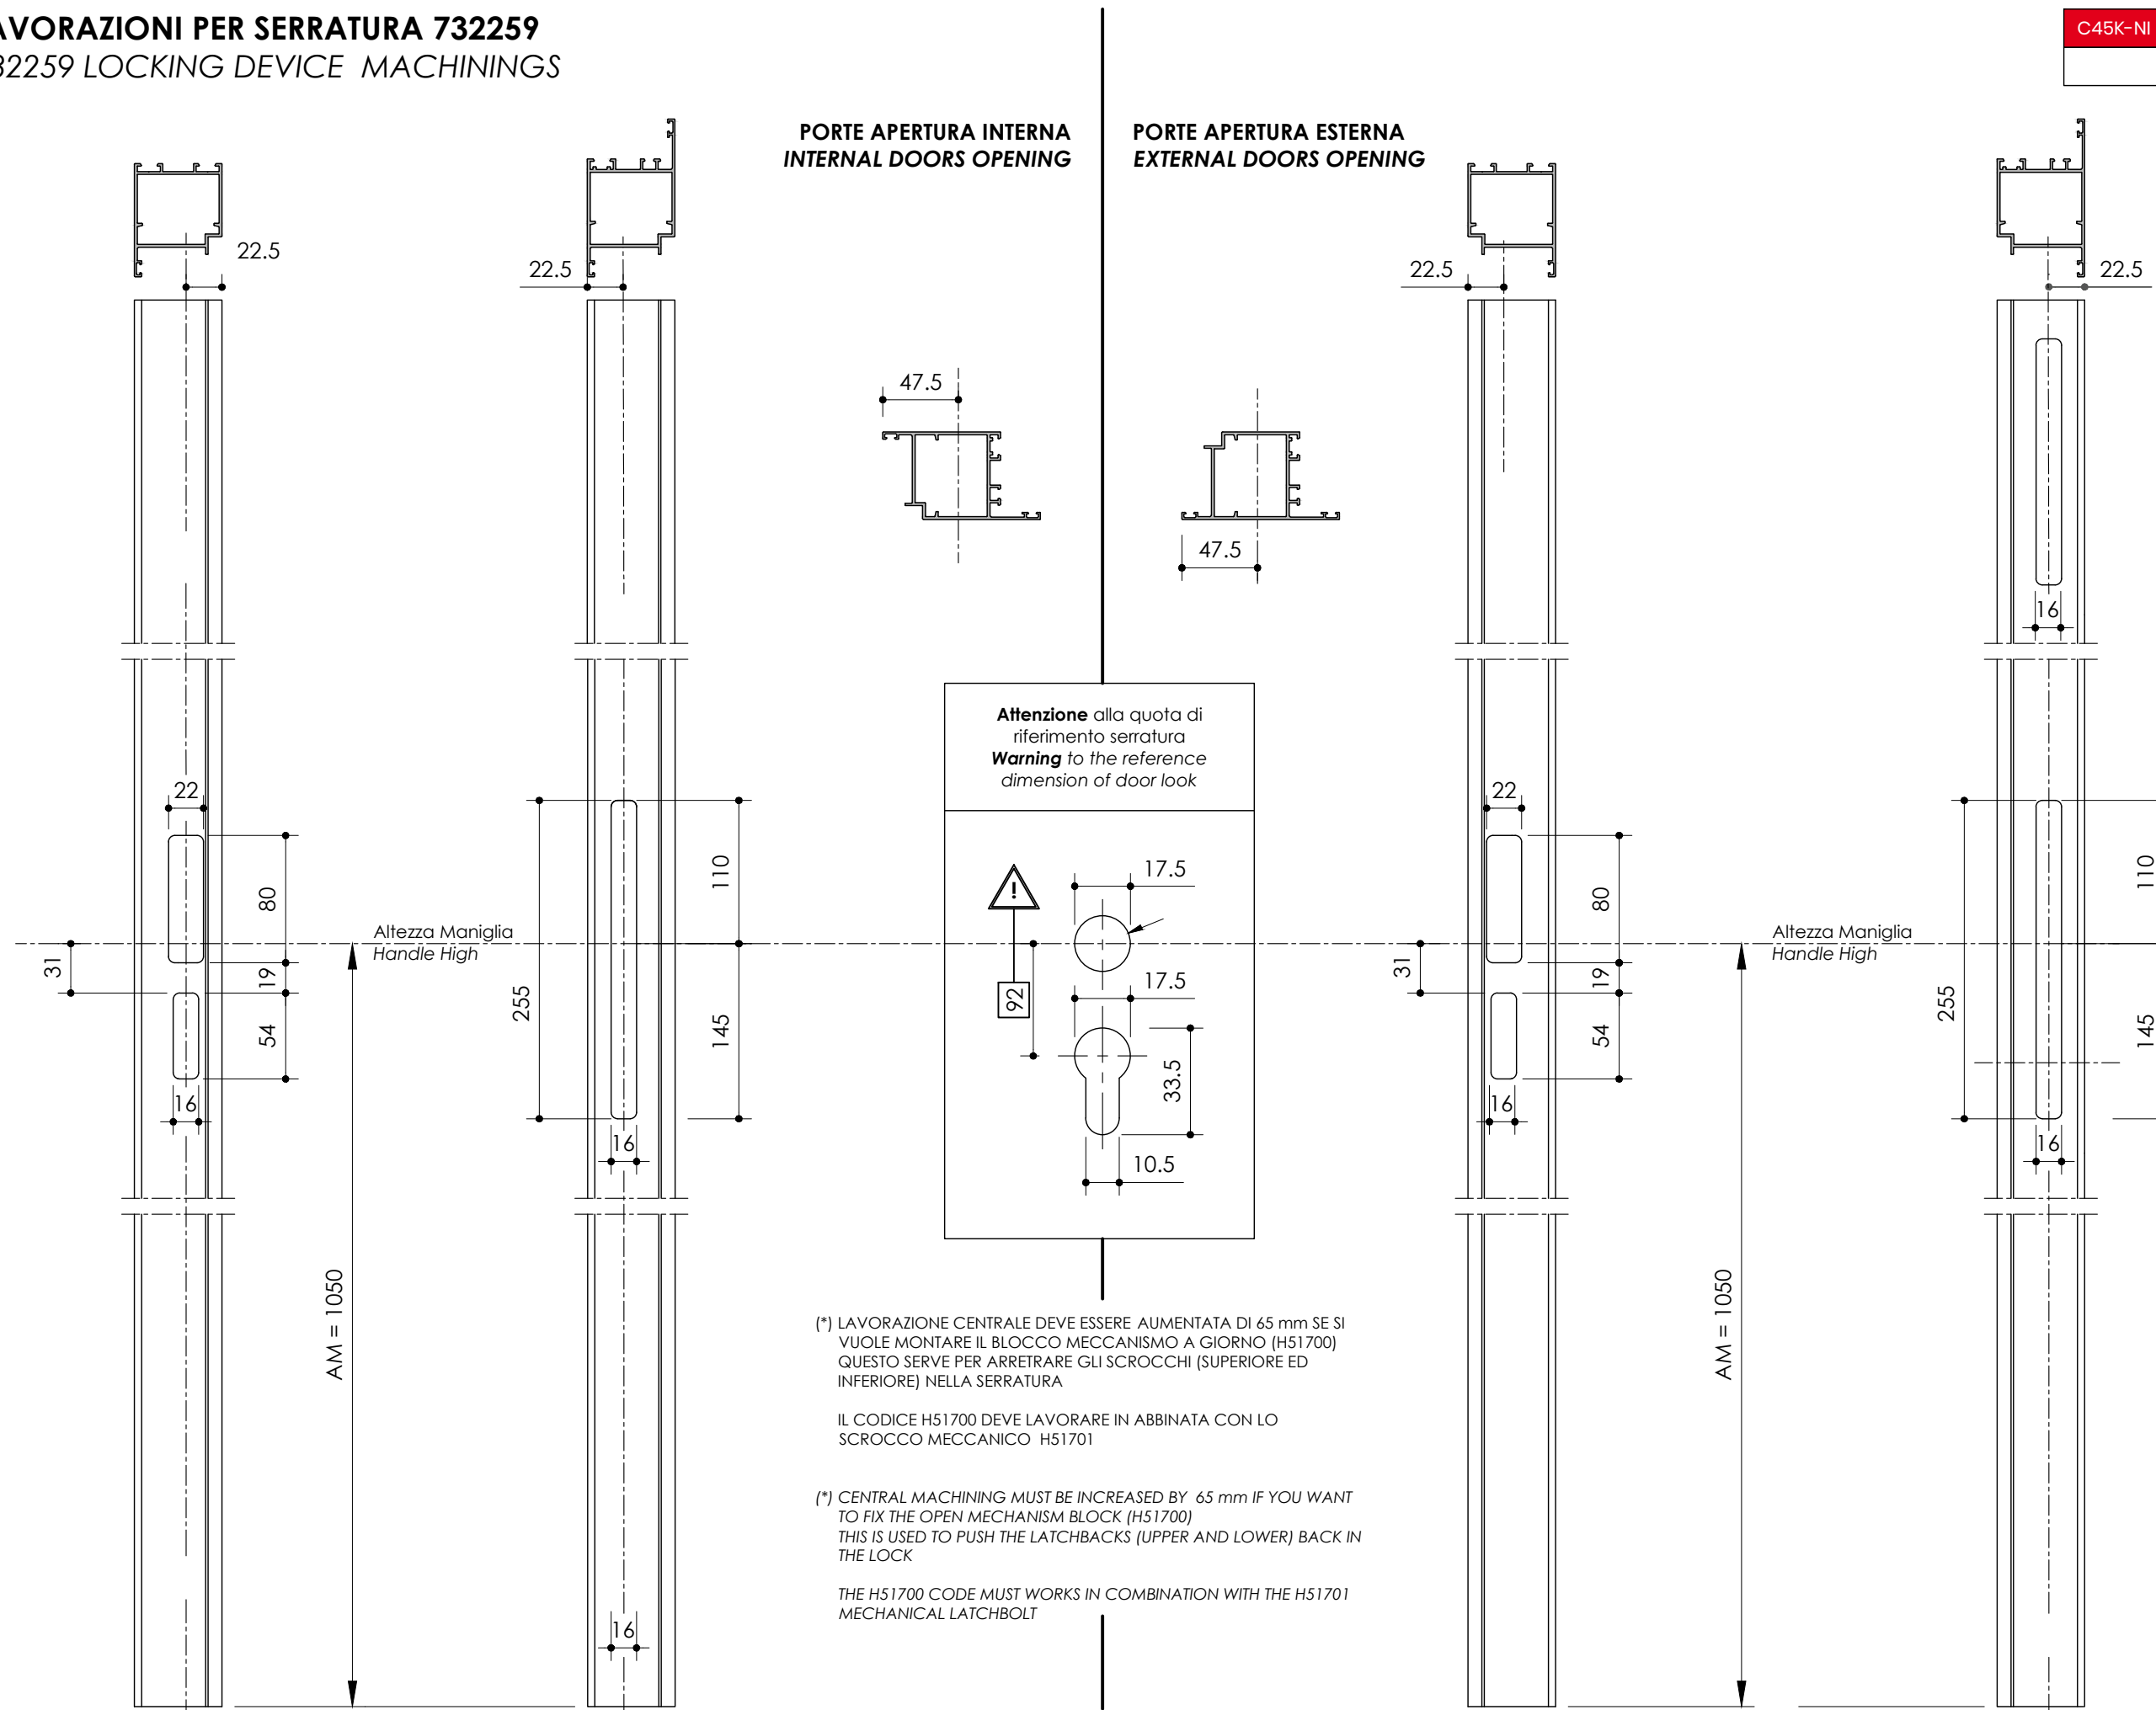 AVORAZIONI PER SERRATURA 732259
32259 LOCKING DEVICE MACHININGS
C45K-NI
PORTE APERTURA INTERNA
INTERNAL DOORS OPENING
PORTE APERTURA ESTERNA
EXTERNAL DOORS OPENING
22.5
22.5
22.5
22.5
47.5
47.5
16
Attenzione alla quota di
riferimento serratura
Warning to the reference
dimension of door look
22
80
31
19
54
16
Altezza Maniglia
Handle High
AM = 1050
255
110
145
16
16
17.5
92
17.5
33.5
10.5
22
80
31
19
54
16
Altezza Maniglia
Handle High
AM = 1050
255
110
145
16
(*) LAVORAZIONE CENTRALE DEVE ESSERE AUMENTATA DI 65 mm SE SI
VUOLE MONTARE IL BLOCCO MECCANISMO A GIORNO (H51700)
QUESTO SERVE PER ARRETRARE GLI SCROCCHI (SUPERIORE ED
INFERIORE) NELLA SERRATURA
IL CODICE H51700 DEVE LAVORARE IN ABBINATA CON LO
SCROCCO MECCANICO H51701
(*) CENTRAL MACHINING MUST BE INCREASED BY 65 mm IF YOU WANT
TO FIX THE OPEN MECHANISM BLOCK (H51700)
THIS IS USED TO PUSH THE LATCHBACKS (UPPER AND LOWER) BACK IN
THE LOCK
THE H51700 CODE MUST WORKS IN COMBINATION WITH THE H51701
MECHANICAL LATCHBOLT